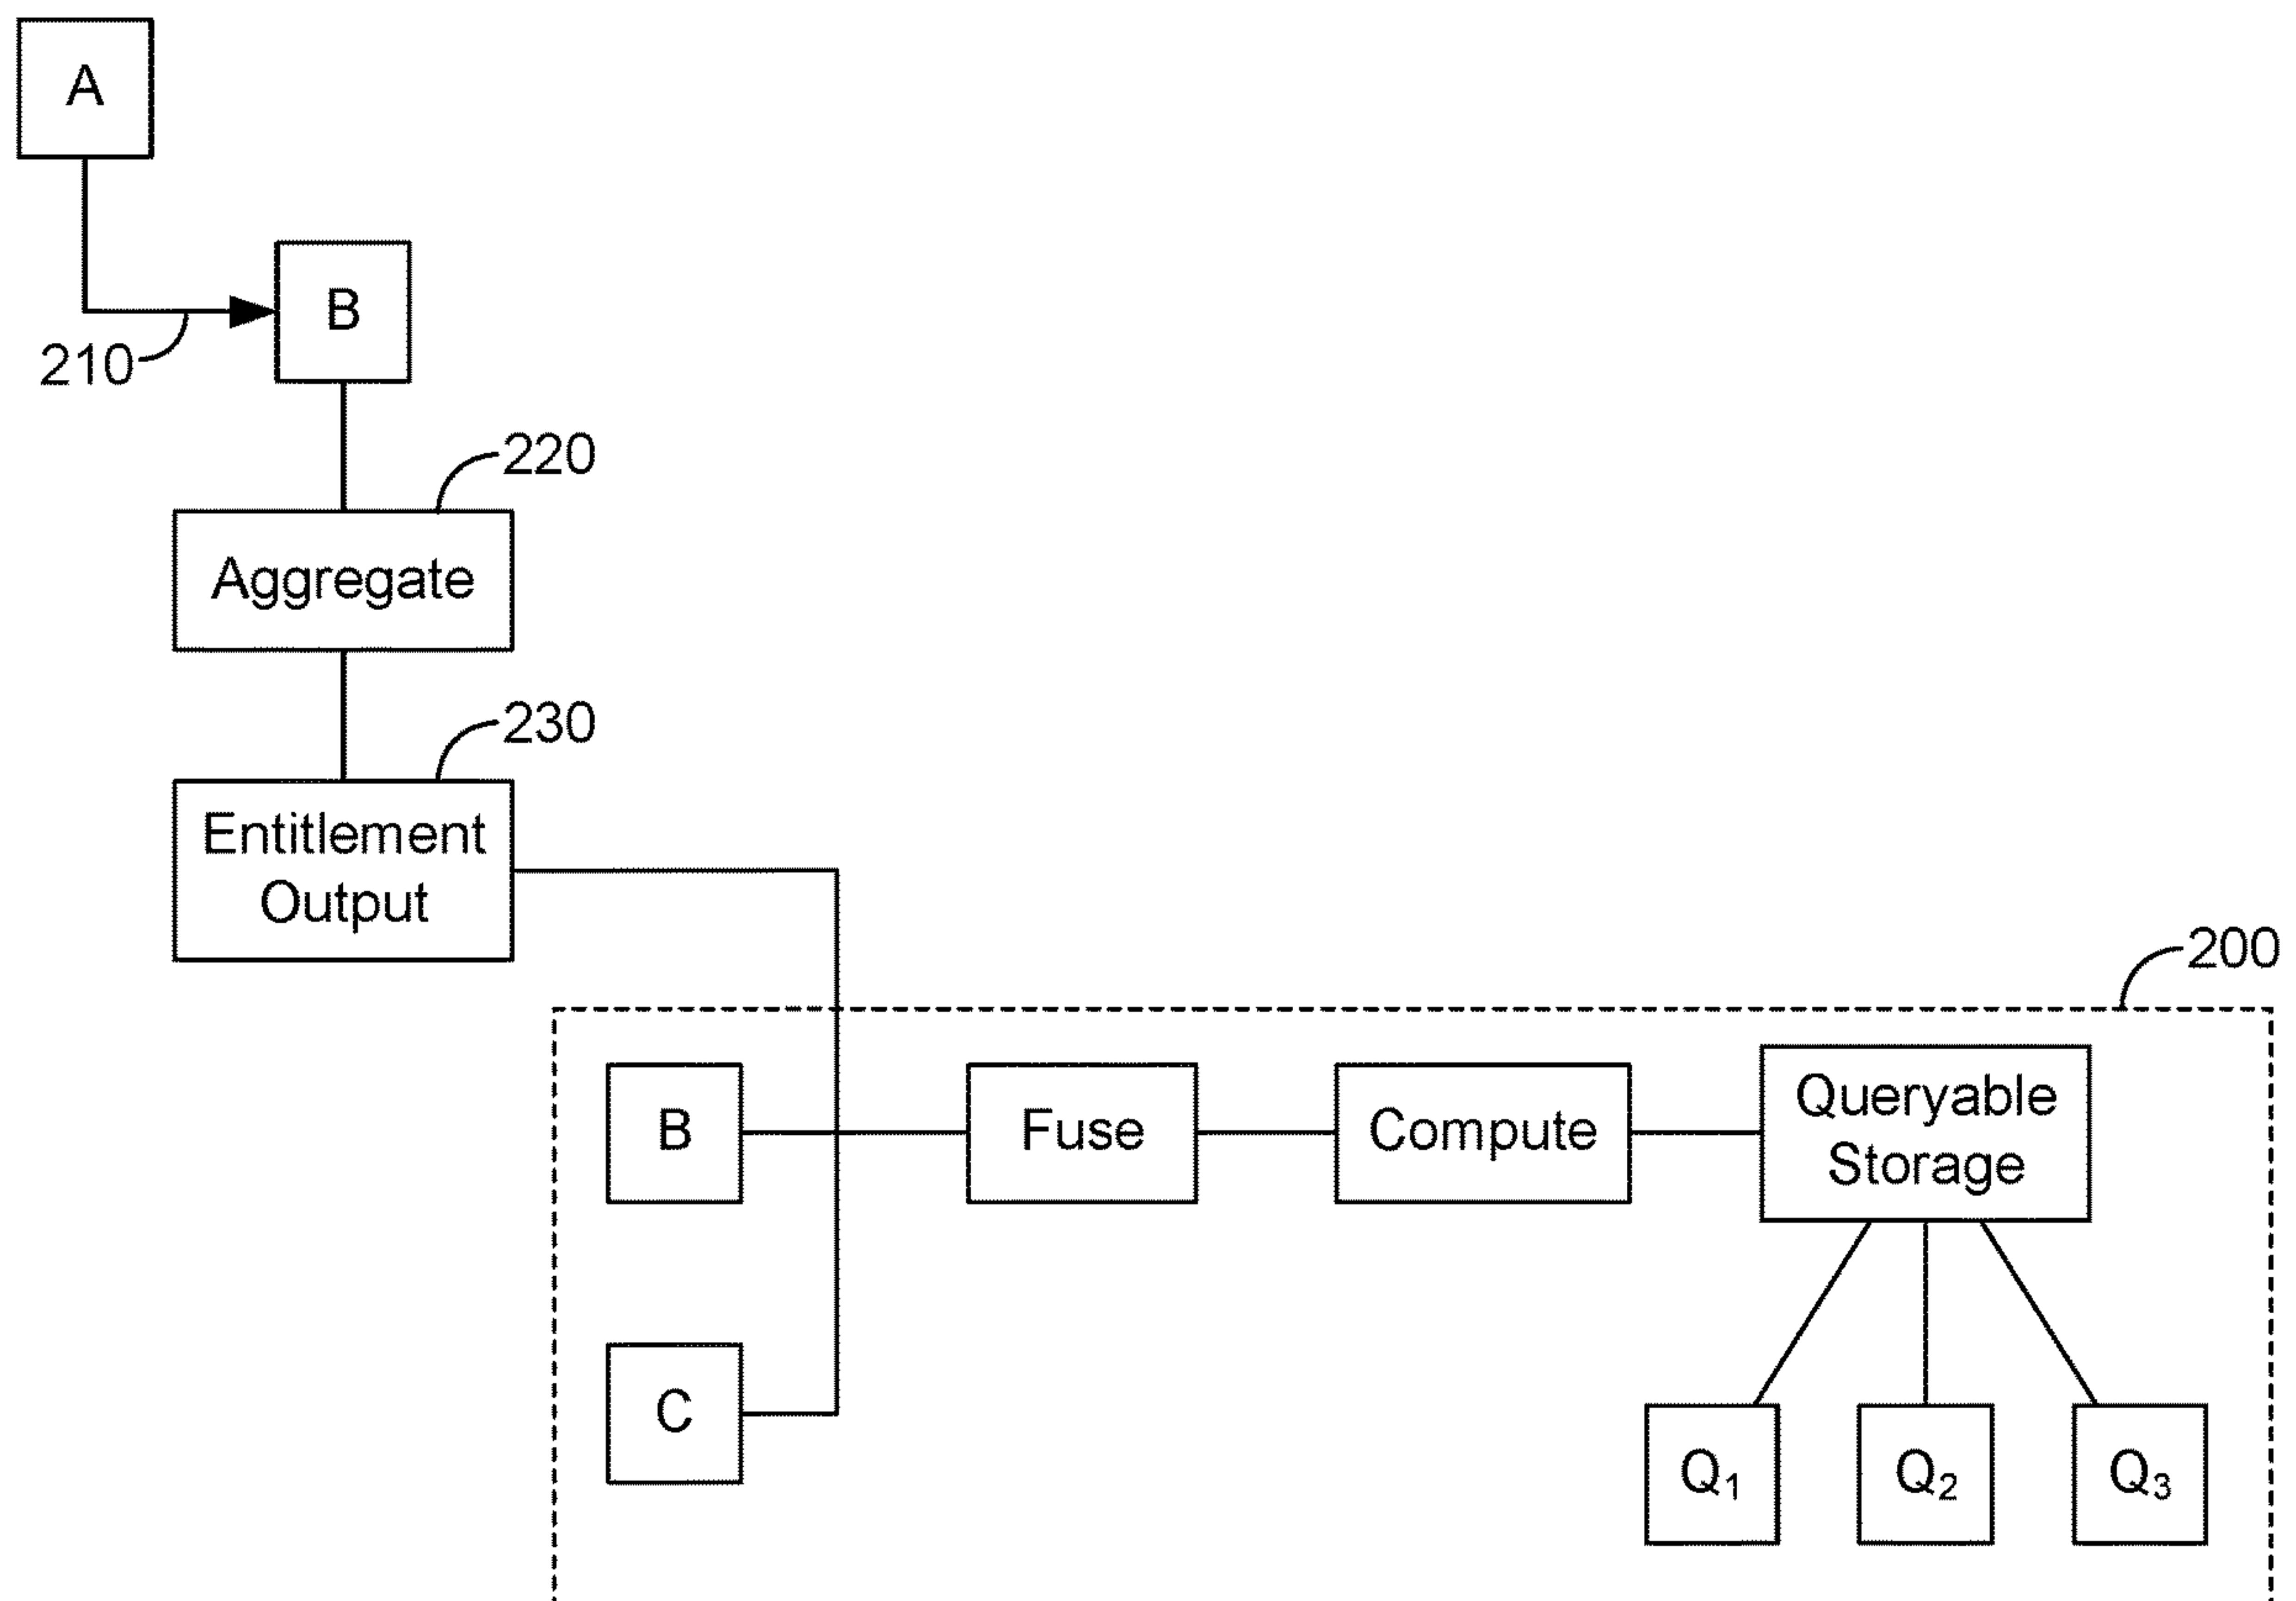 A
B
210
220
Aggregate
230
Entitlement
Output
200
B
Fuse
Compute
Queryable
Storage
C
Q1
Q2
Q3